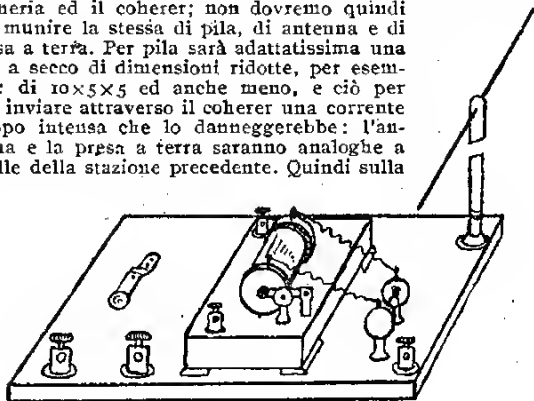 neria ed il coherer; non dovremo quindi
munire la stessa di pila, di antenna e di
sa a terra. Per pila sarà adattatissima una
a secco di dimensioni ridotte, per esem-
di 10×5×5 ed anche meno, e ciò per
inviare attraverso il coherer una corrente
po intensa che lo danneggerebbe: l'an-
na e la presa a terra saranno analoghe a
lle della stazione precedente. Quindi sulla